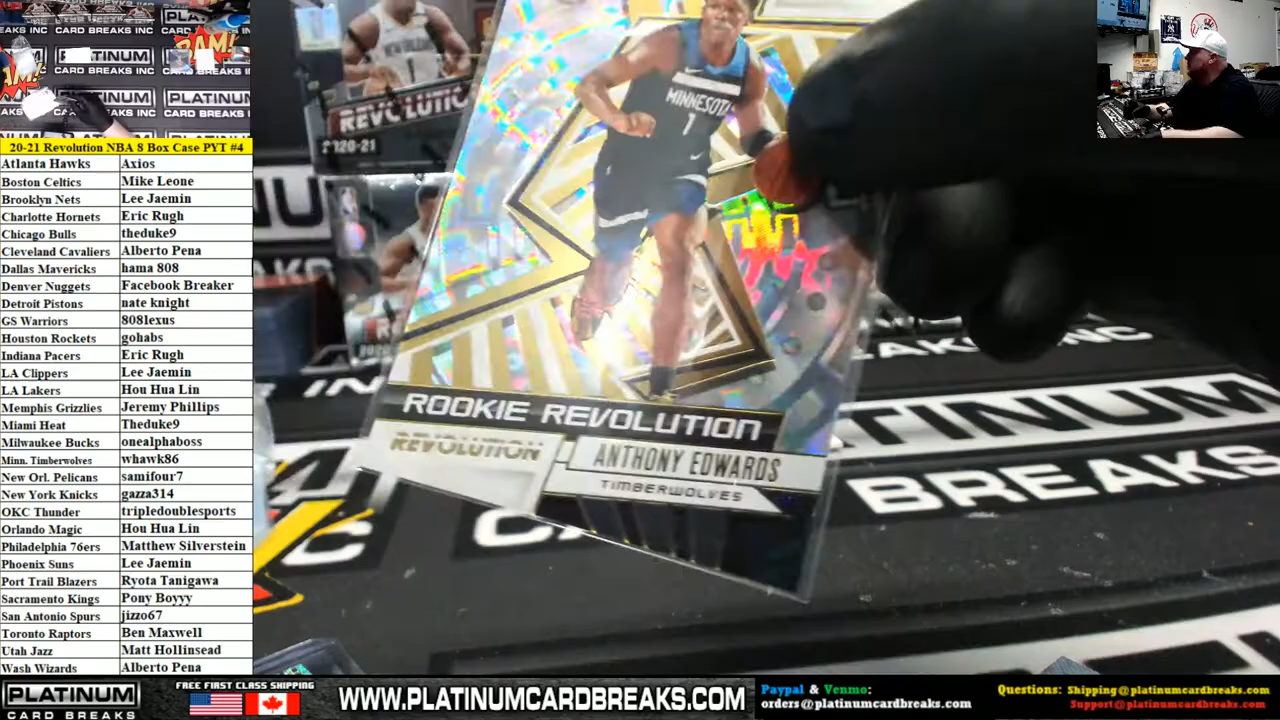 PLATINUM
CARD BREAKS INC
BAM!
20-21 Revolution NBA 8 Box Case PYT #4
Atlanta Hawks Axios
Boston Celtics Mike Leone
Brooklyn Nets Lee Jaemin
Charlotte Hornets Eric Rugh
Chicago Bulls theduke9
Cleveland Cavaliers Alberto Pena
Dallas Mavericks hama 808
Denver Nuggets Facebook Breaker
Detroit Pistons nate knight
GS Warriors 808lexus
Houston Rockets gohabs
Indiana Pacers Eric Rugh
LA Clippers Lee Jaemin
LA Lakers Hou Hua Lin
Memphis Grizzlies Jeremy Phillips
Miami Heat Theduke9
Milwaukee Bucks onealphaboss
Minn. Timberwolves whawk86
New Orl. Pelicans samifour7
New York Knicks gazza314
OKC Thunder tripledoublesports
Orlando Magic Hou Hua Lin
Philadelphia 76ers Matthew Silverstein
Phoenix Suns Lee Jaemin
Port Trail Blazers Ryota Tanigawa
Sacramento Kings Pony Boyyy
San Antonio Spurs jizzo67
Toronto Raptors Ben Maxwell
Utah Jazz Matt Hollinsead
Wash Wizards Alberto Pena
REVOLUTIO
2020-21
MINNESOTA
1
ROOKIE REVOLUTION
REVOLUTION
ANTHONY EDWARDS
TIMBERWOLVES
TINUM
BREAKS
PLATINUM
CARD BREAKS
FREE FIRST CLASS SHIPPING
WWW.PLATINUMCARDBREAKS.COM
Paypal & Venmo:
orders@platinumcardbreaks.com
Questions: Shipping@platinumcardbreaks.com
Support@platinumcardbreaks.com